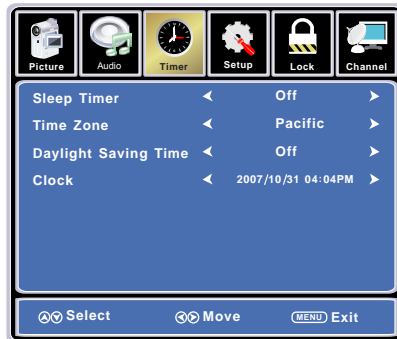 Picture Audio Timer Setup Lock Channel
Sleep Timer Off
Time Zone Pacific
Daylight Saving Time Off
Clock 2007/10/31 04:04PM
Select Move MENU Exit